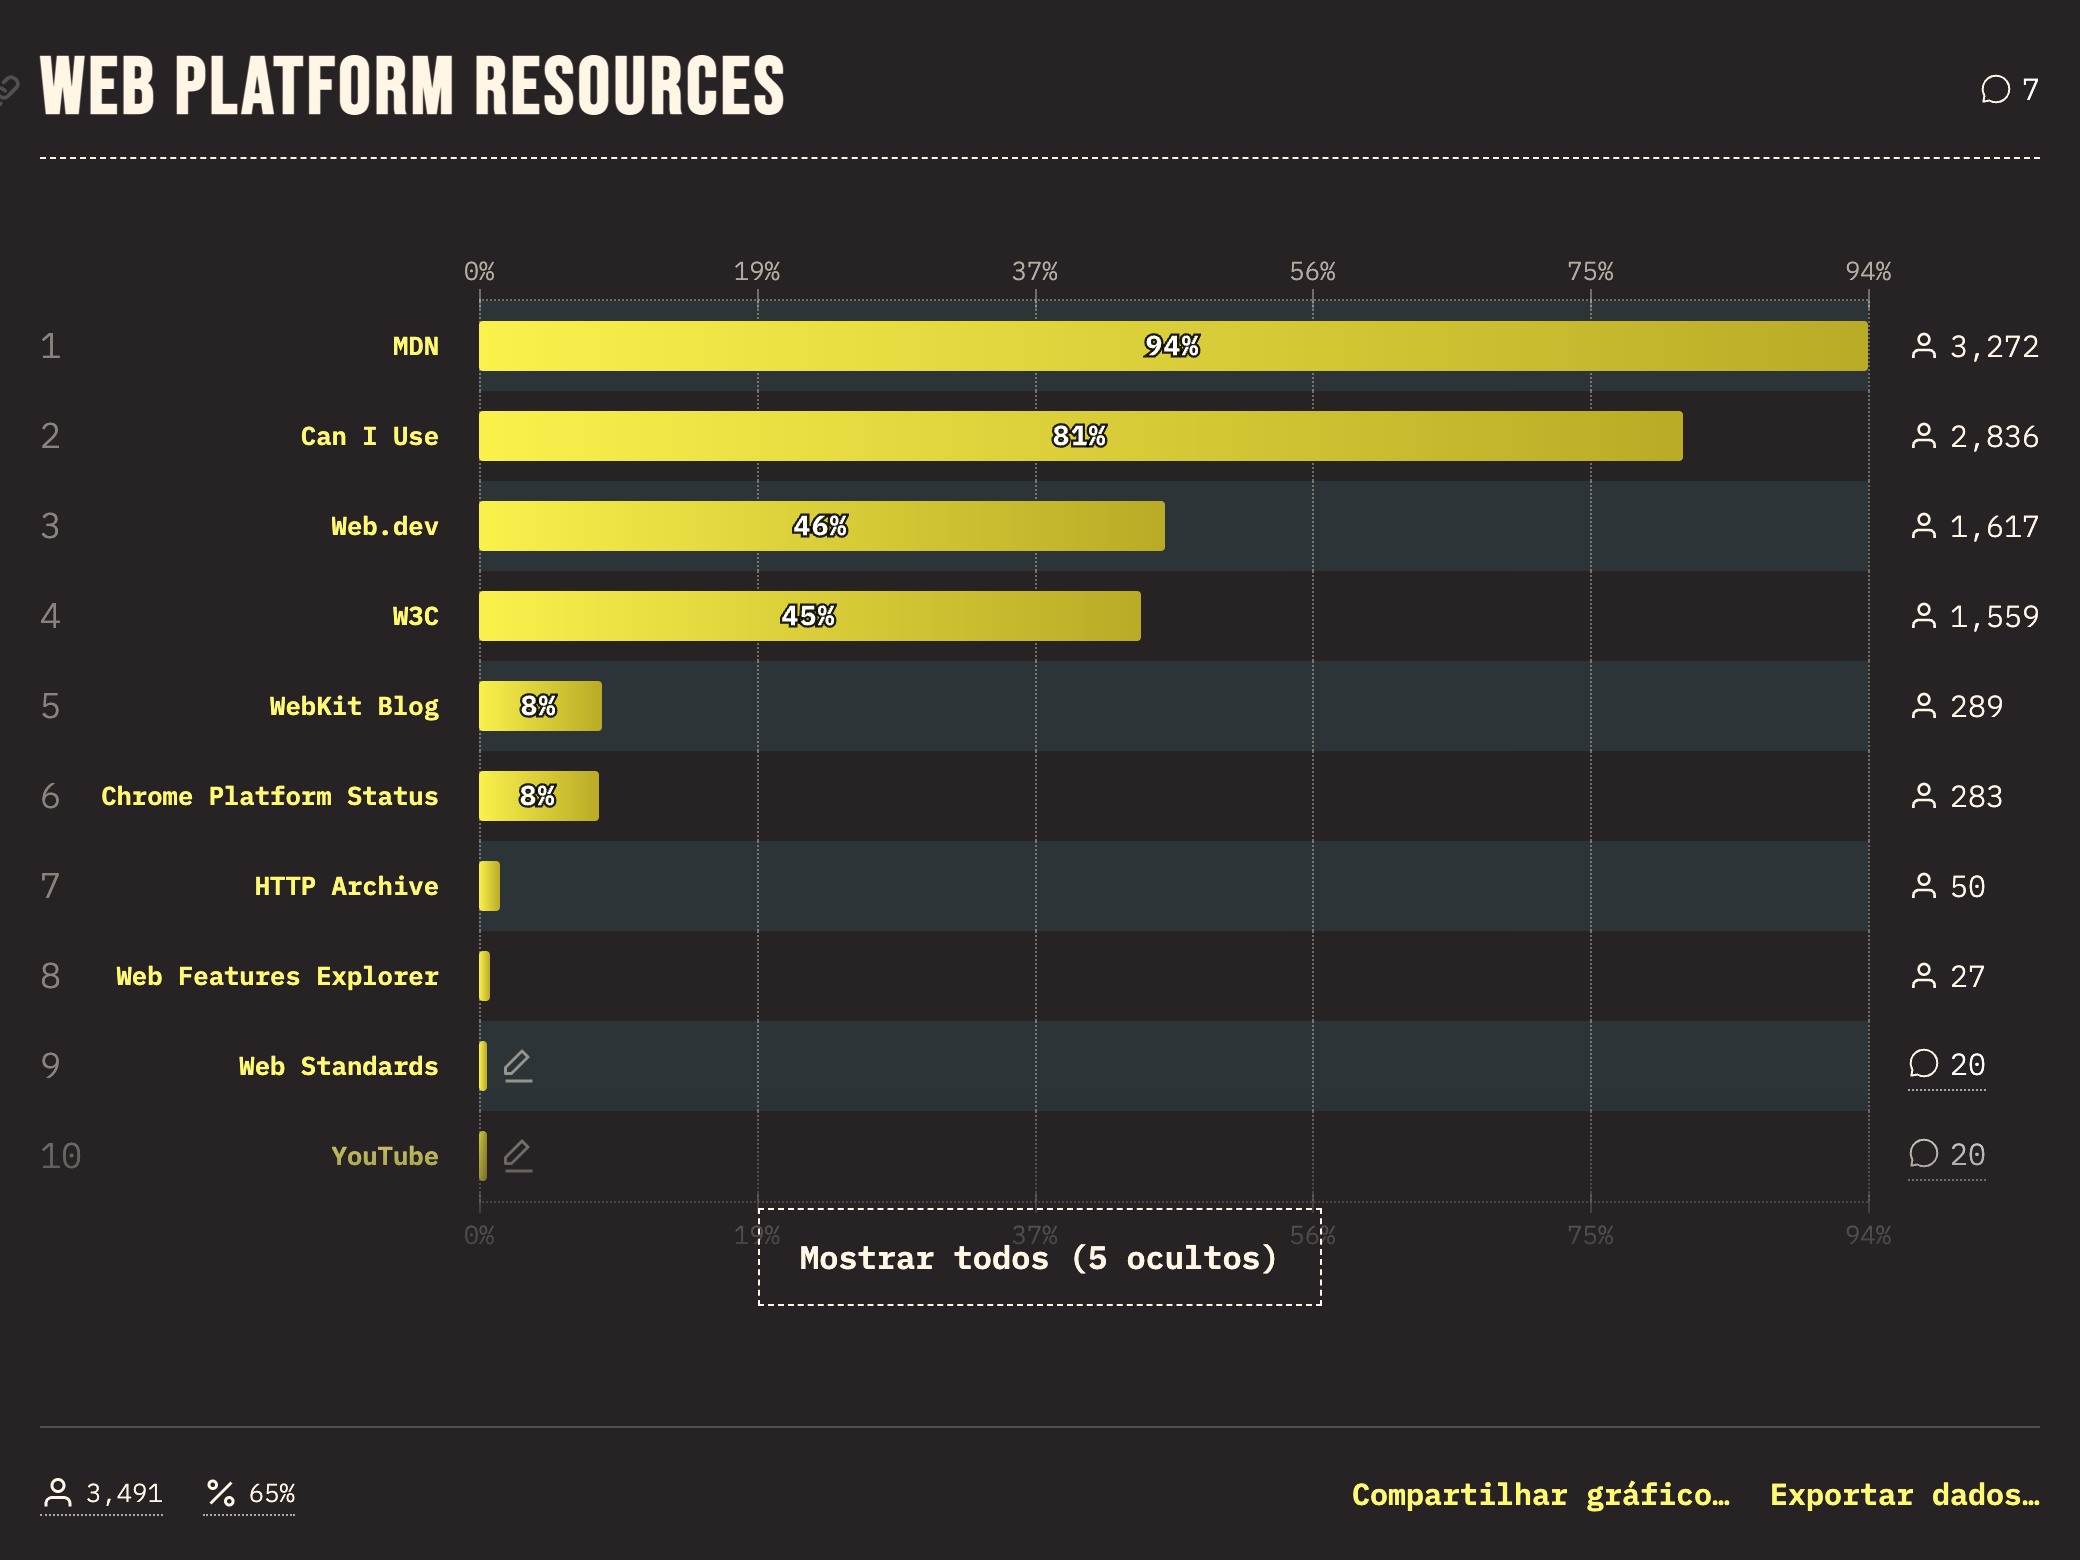 WEB PLATFORM RESOURCES
7
0% 19% 37% 56% 75% 94%
1 MDN 94% 3,272
2 Can I Use 81% 2,836
3 Web.dev 46% 1,617
4 W3C 45% 1,559
5 WebKit Blog 8% 289
6 Chrome Platform Status 8% 283
7 HTTP Archive 50
8 Web Features Explorer 27
9 Web Standards 20
10 YouTube 20
0% 19% 37% 56% 75% 94%
Mostrar todos (5 ocultos)
3,491 65% Compartilhar gráfico… Exportar dados…